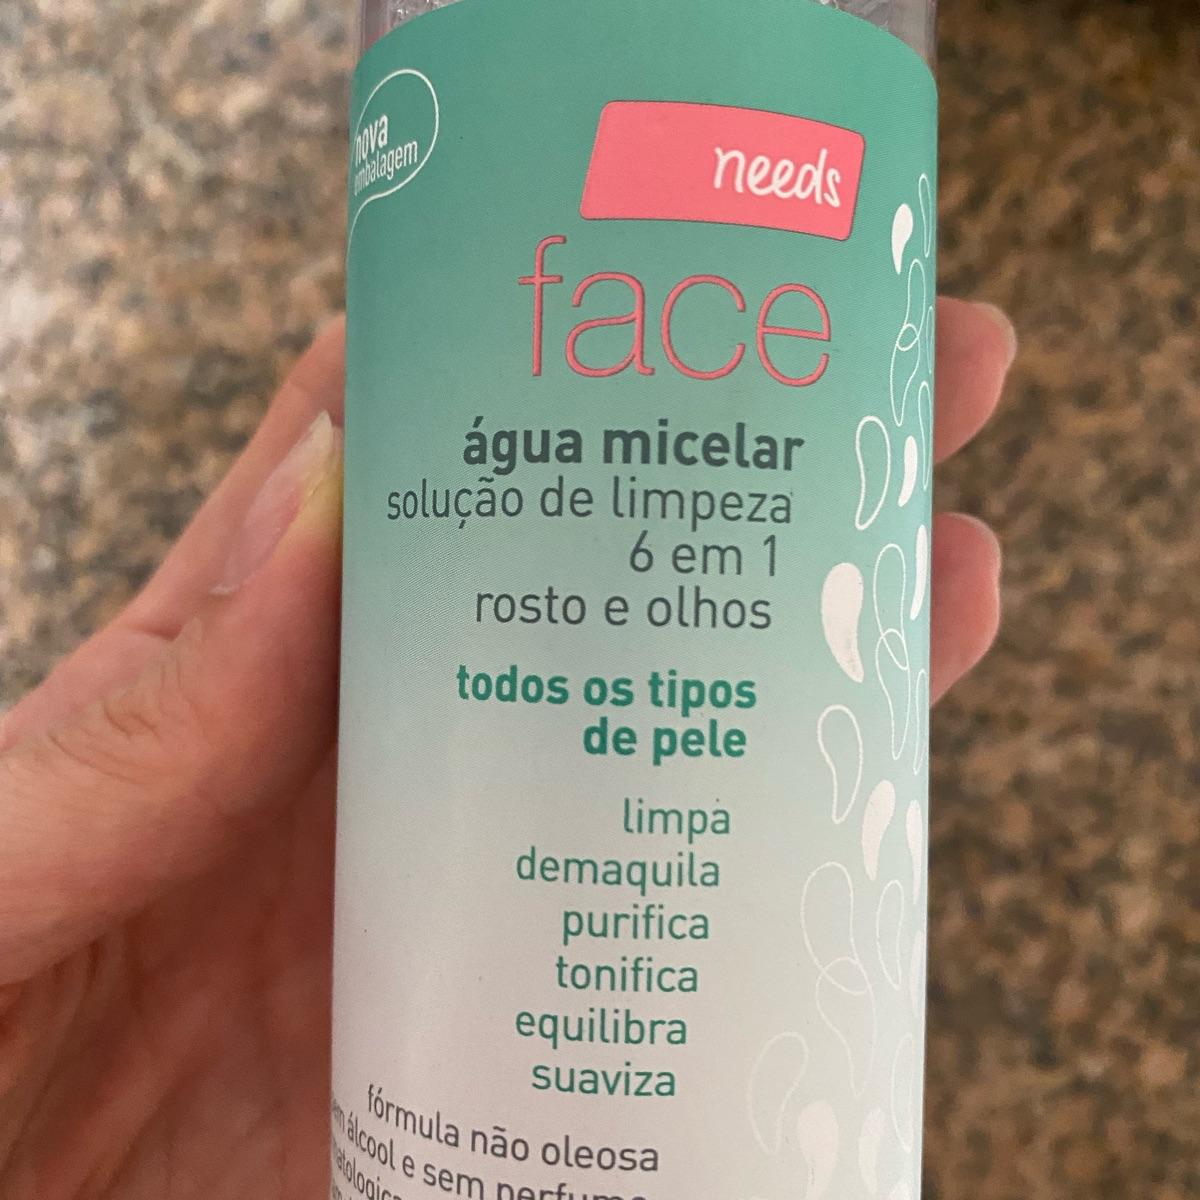 nova
embalagem
needs
face
água micelar
solução de limpeza
6 em 1
rosto e olhos
todos os tipos
de pele
limpa
demaquila
purifica
tonifica
equilibra
suaviza
fórmula não oleosa
álcool e sem